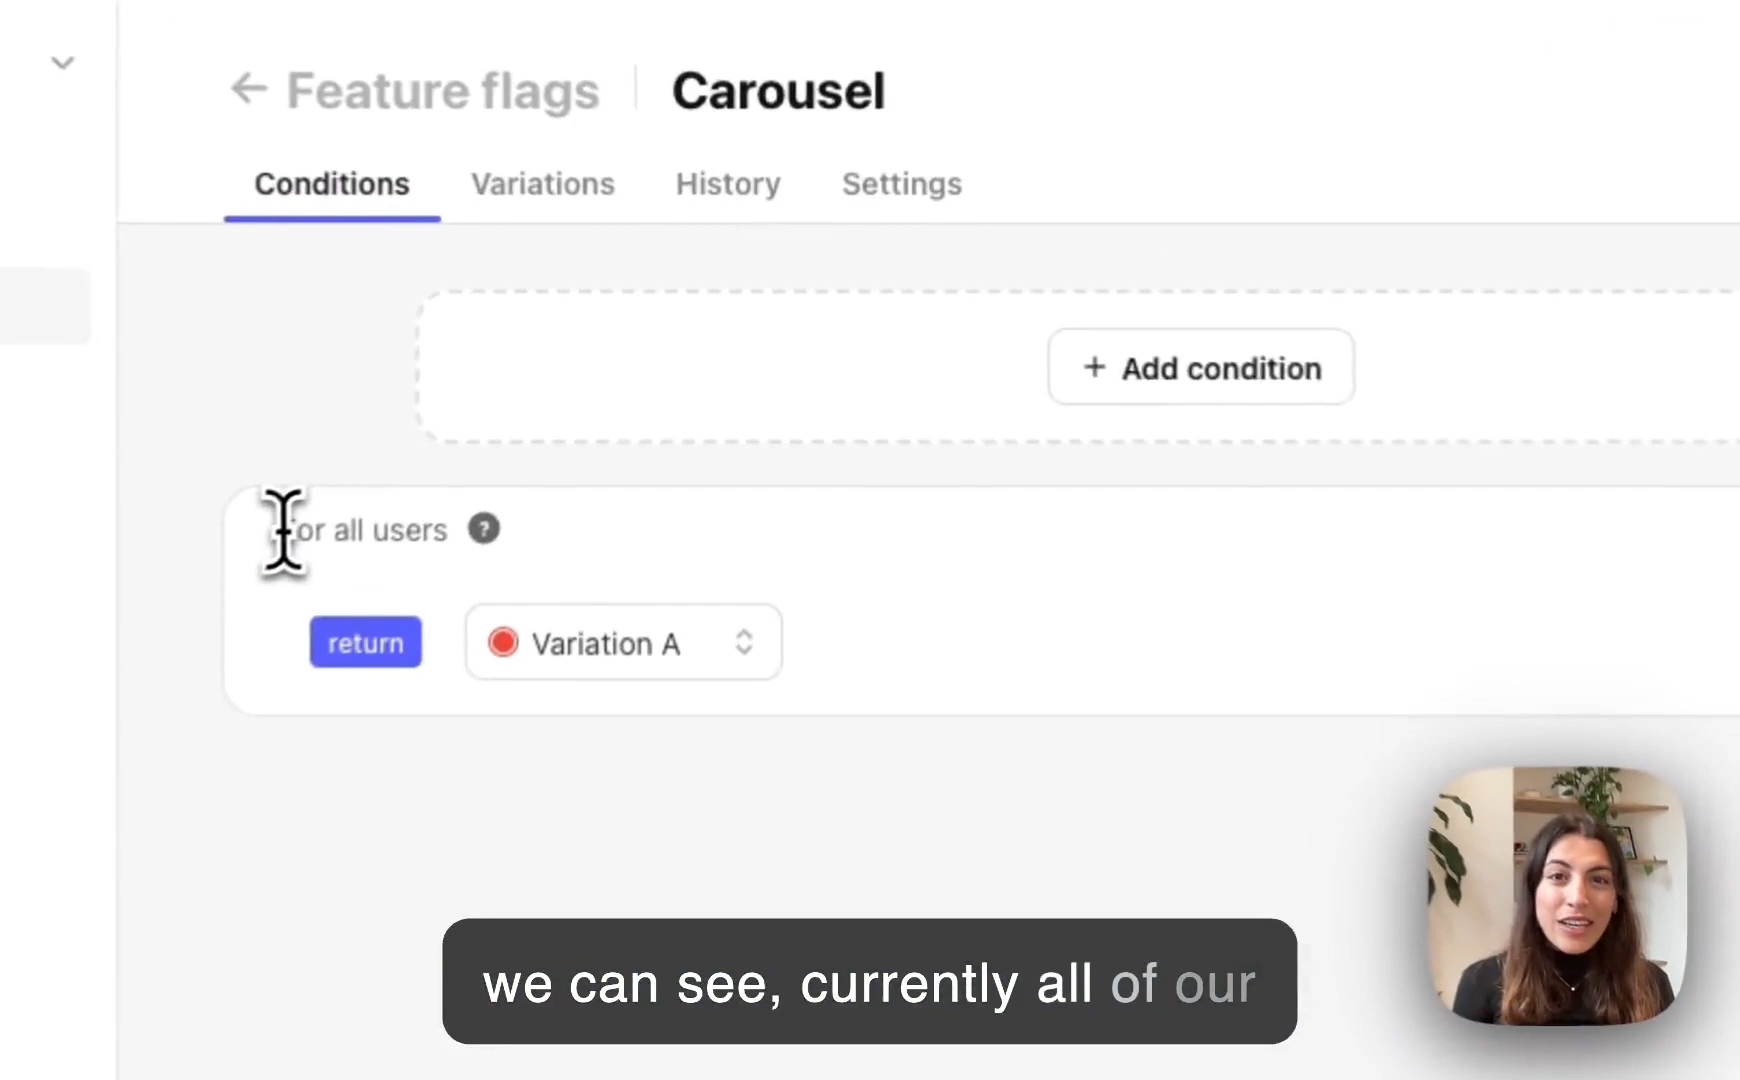 ← Feature flags | Carousel
Conditions Variations History Settings
+ Add condition
For all users ?
return Variation A
we can see, currently all of our